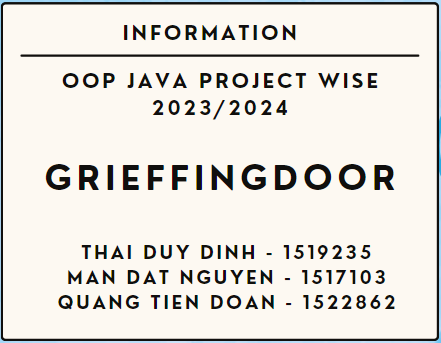 INFORMATION
OOP JAVA PROJECT WISE
2023/2024
GRIEFFINGDOOR
THAI DUY DINH - 1519235
MAN DAT NGUYEN - 1517103
QUANG TIEN DOAN - 1522862